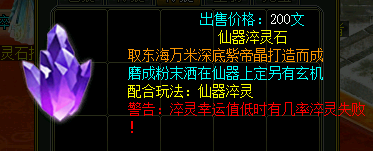 出售价格：200文
仙器淬灵石
取东海万米深底紫帝晶打造而成
磨成粉末洒在仙器上定另有玄机
配合玩法：仙器淬灵
警告：淬灵幸运值低时有几率淬灵失败
！